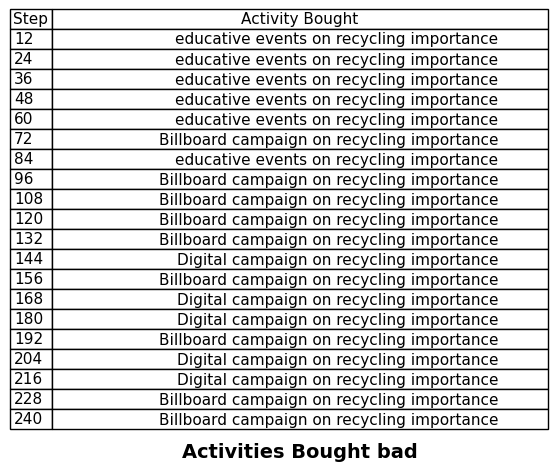 Step Activity Bought
12 educative events on recycling importance
24 educative events on recycling importance
36 educative events on recycling importance
48 educative events on recycling importance
60 educative events on recycling importance
72 Billboard campaign on recycling importance
84 educative events on recycling importance
96 Billboard campaign on recycling importance
108 Billboard campaign on recycling importance
120 Billboard campaign on recycling importance
132 Billboard campaign on recycling importance
144 Digital campaign on recycling importance
156 Billboard campaign on recycling importance
168 Digital campaign on recycling importance
180 Digital campaign on recycling importance
192 Billboard campaign on recycling importance
204 Digital campaign on recycling importance
216 Digital campaign on recycling importance
228 Billboard campaign on recycling importance
240 Billboard campaign on recycling importance
Activities Bought bad